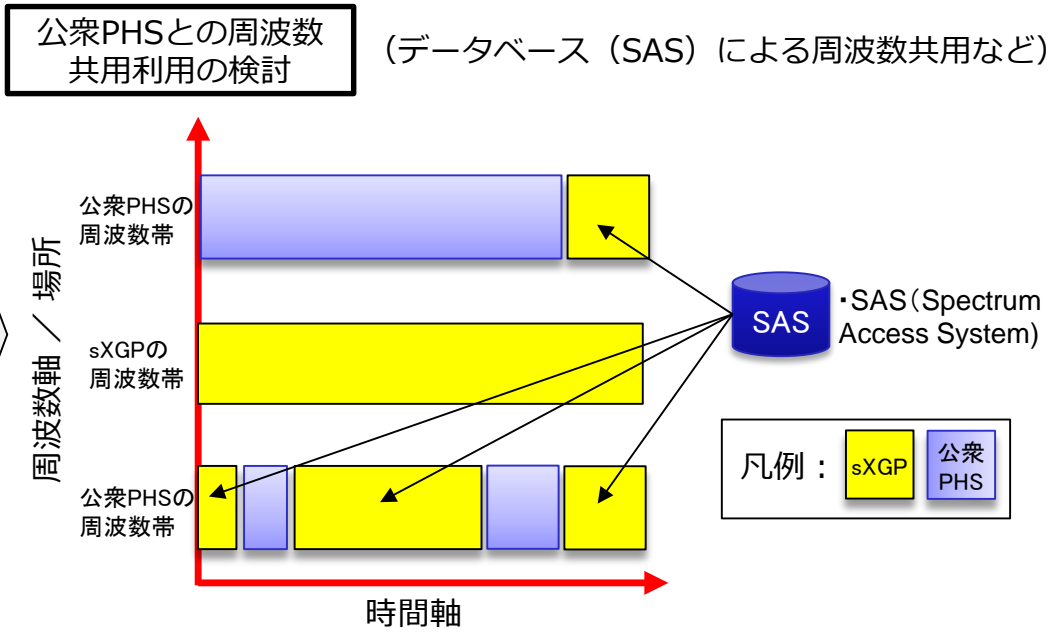 公衆PHSとの周波数
共用利用の検討
（データベース（SAS）による周波数共用など）
周波数軸 ／ 場所
公衆PHSの
周波数帯
sXGPの
周波数帯
公衆PHSの
周波数帯
時間軸
SAS
・SAS（Spectrum
Access System)
凡例：
sXGP
公衆
PHS